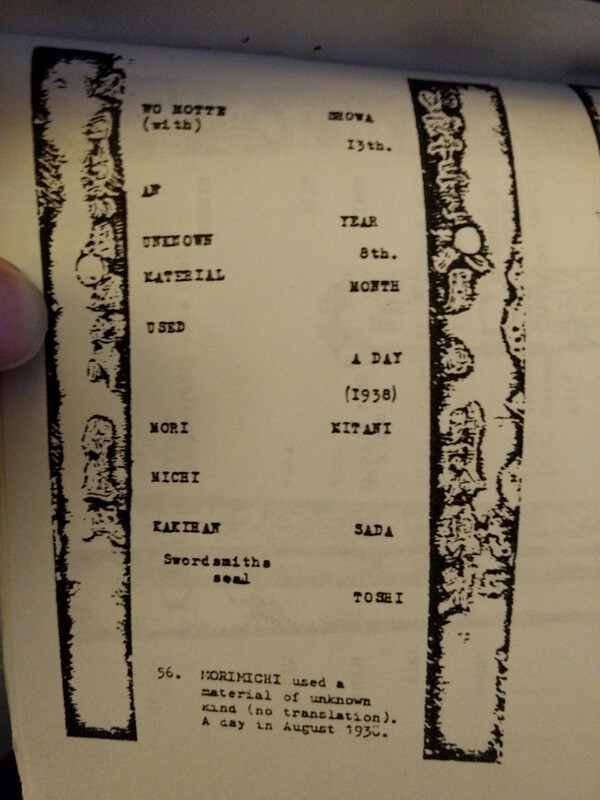 WO MOTTE
(with)
AN
UNKNOWN
MATERIAL
USED
MORI
MICHI
KAKIHAN
Swordsmiths
seal
SHOWA
13th.
YEAR
8th.
MONTH
A DAY
(1938)
KITANI
SADA
TOSHI
56. MORIMICHI used a
material of unknown
kind (no translation).
A day in August 1938.